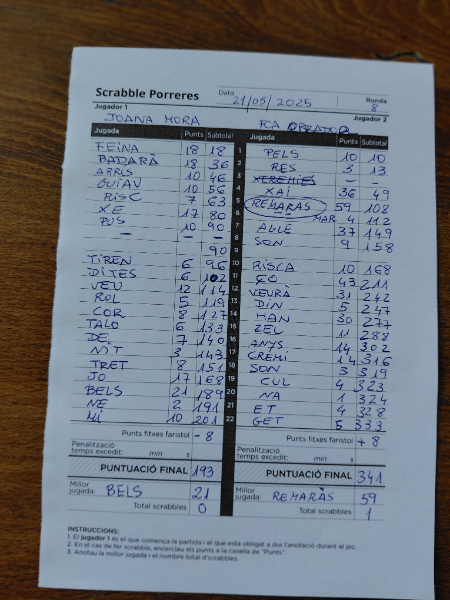 Scrabble Porreres
Data 21/05/2025 Ronda 8
Jugador 1 Jugador 2
JOANA MORA FCA OBRADOR
Jugada Punts Subtotal Jugada Punts Subtotal
FEINA 18 18 1 PELS 10 10
BADARÀ 18 36 2 RES 3 13
ARRIS 10 46 3 XEREMIES
GUIAV 10 56 4 XAI 36 49
RISC 7 63 5 REMARÀS 59 108
XE 17 80 6 MAR 4 112
BUS 10 90 7 ALLE 37 149
— — 8 SON 9 158
90 9
TIREN 6 96 10 RISCA 10 168
DITES 6 102 11 ÇO 43 211
VEU 12 114 12 VEURÀ 31 242
ROL 5 119 13 DIN 5 247
COR 8 127 14 HAN 30 277
TALO 6 133 15 ZEL 11 288
DE 7 140 16 ANYS 14 302
NIT 3 143 17 CREMI 14 316
TRET 8 151 18 SON 3 319
JO 17 168 19 CUL 4 323
BELS 21 189 20 NA 1 324
NE 2 191 21 ET 4 328
HI 10 201 22 GET 5 333
Punts fitxes faristol - 8 Punts fitxes faristol + 8
Penalització temps excedit: min s Penalització temps excedit: min s
PUNTUACIÓ FINAL 193 PUNTUACIÓ FINAL 341
Millor jugada: BELS 21 Millor jugada: REMARÀS 59
Total scrabbles 0 Total scrabbles 1
INSTRUCCIONS:
1. El jugador 1 és el que comença la partida i el que està obligat a dur l'anotació durant el joc.
2. En el cas de fer scrabble, encerclau els punts a la casella de "Punts".
3. Anotau la millor jugada i el nombre total d'scrabbles.